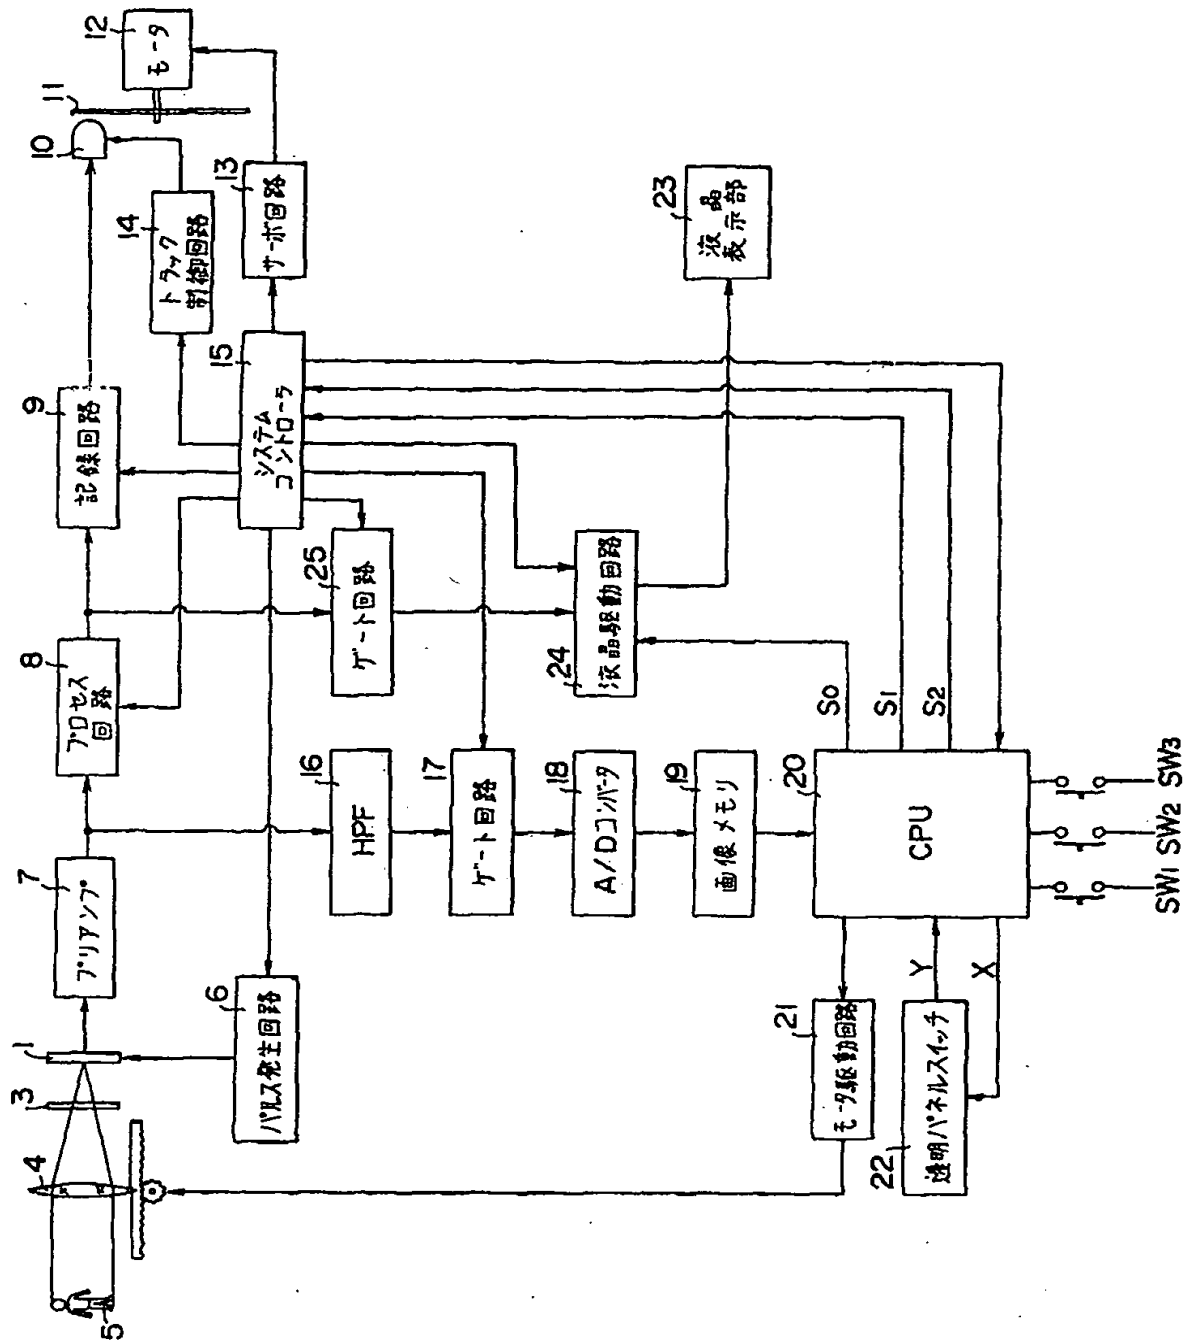 5
4
3
1
7
プリアンプ
8
プロセス
回路
9
記録回路
10
11
12
モータ
6
パルス発生回路
15
システム
コントローラ
14
トラック
制御回路
13
サーボ回路
16
HPF
25
ゲート回路
17
ゲート回路
18
A/Dコンバータ
24
液晶駆動回路
23
液晶
表示部
19
画像メモリ
20
CPU
S0
S1
S2
21
モータ駆動回路
22
透明パネルスイッチ
Y
X
SW1
SW2
SW3